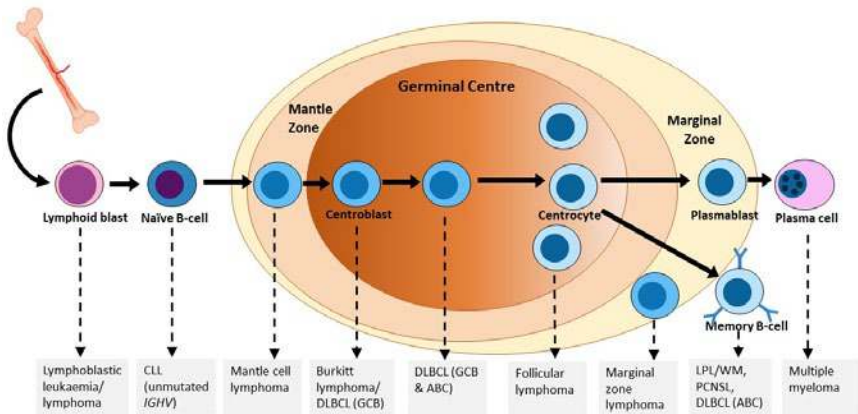 Germinal Centre
Mantle
Zone
Marginal
Zone
Lymphoid blast
Naïve B-cell
Centroblast
Centrocyte
Plasmablast
Plasma cell
Memory B-cell
Lymphoblastic
leukaemia/
lymphoma
CLL
(unmutated
IGHV)
Mantle cell
lymphoma
Burkitt
lymphoma/
DLBCL (GCB)
DLBCL (GCB
& ABC)
Follicular
lymphoma
Marginal
zone
lymphoma
LPL/WM,
PCNSL,
DLBCL (ABC)
Multiple
myeloma